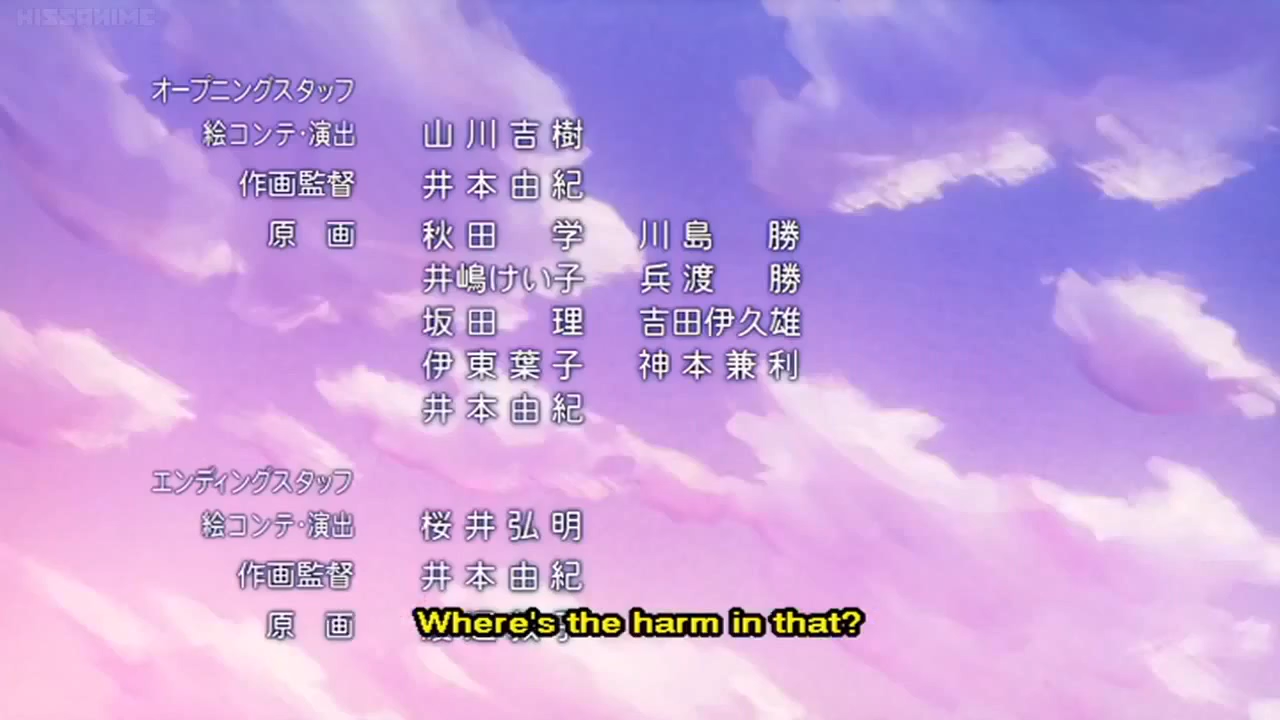 KISSANIME
オープニングスタッフ
絵コンテ・演出 山川吉樹
作画監督 井本由紀
原 画 秋田 学 川島 勝
井嶋けい子 兵渡 勝
坂田 理 吉田伊久雄
伊東葉子 神本兼利
井本由紀
エンディングスタッフ
絵コンテ・演出 桜井弘明
作画監督 井本由紀
原 画
Where's the harm in that?